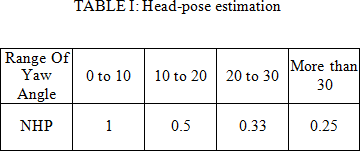 TABLE I: Head-pose estimation
Range Of
Yaw
Angle
0 to 10
10 to 20
20 to 30
More than
30
NHP
1
0.5
0.33
0.25